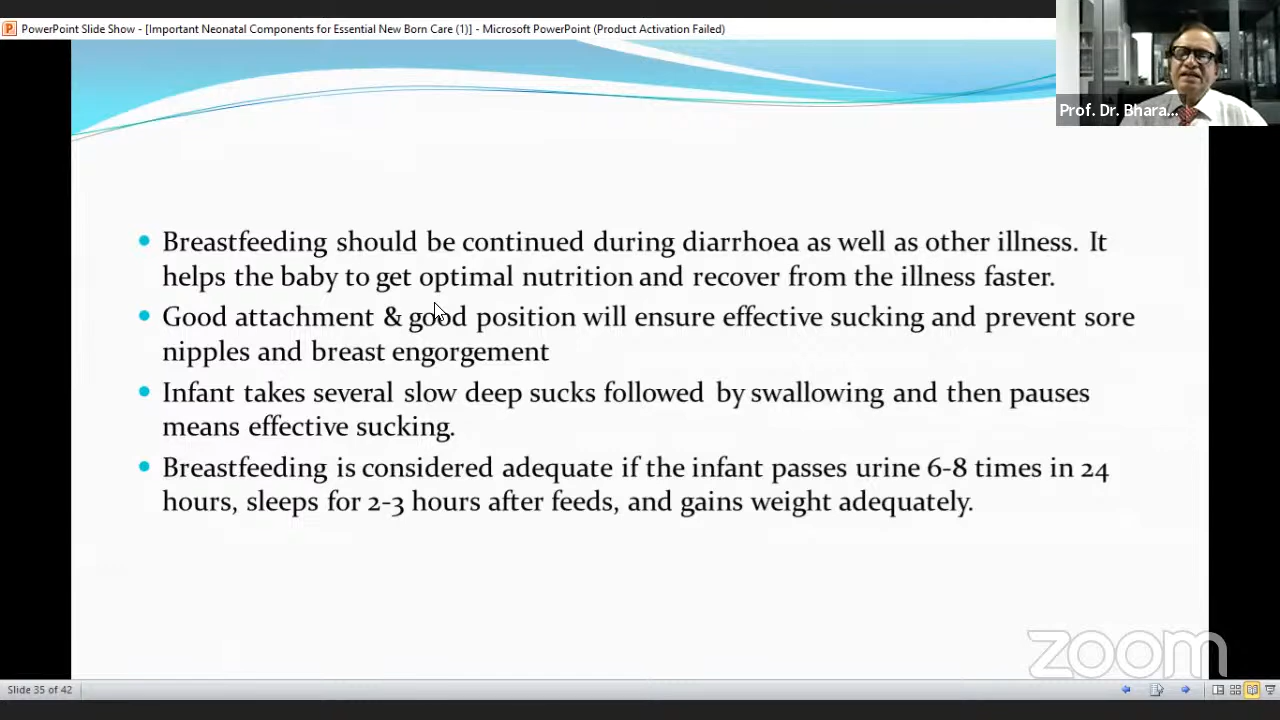 PowerPoint Slide Show - [Important Neonatal Components for Essential New Born Care (1)] - Microsoft PowerPoint (Product Activation Failed)
Prof. Dr. Bhara...
Breastfeeding should be continued during diarrhoea as well as other illness. It
helps the baby to get optimal nutrition and recover from the illness faster.
Good attachment & good position will ensure effective sucking and prevent sore
nipples and breast engorgement
Infant takes several slow deep sucks followed by swallowing and then pauses
means effective sucking.
Breastfeeding is considered adequate if the infant passes urine 6-8 times in 24
hours, sleeps for 2-3 hours after feeds, and gains weight adequately.
zoom
Slide 35 of 42